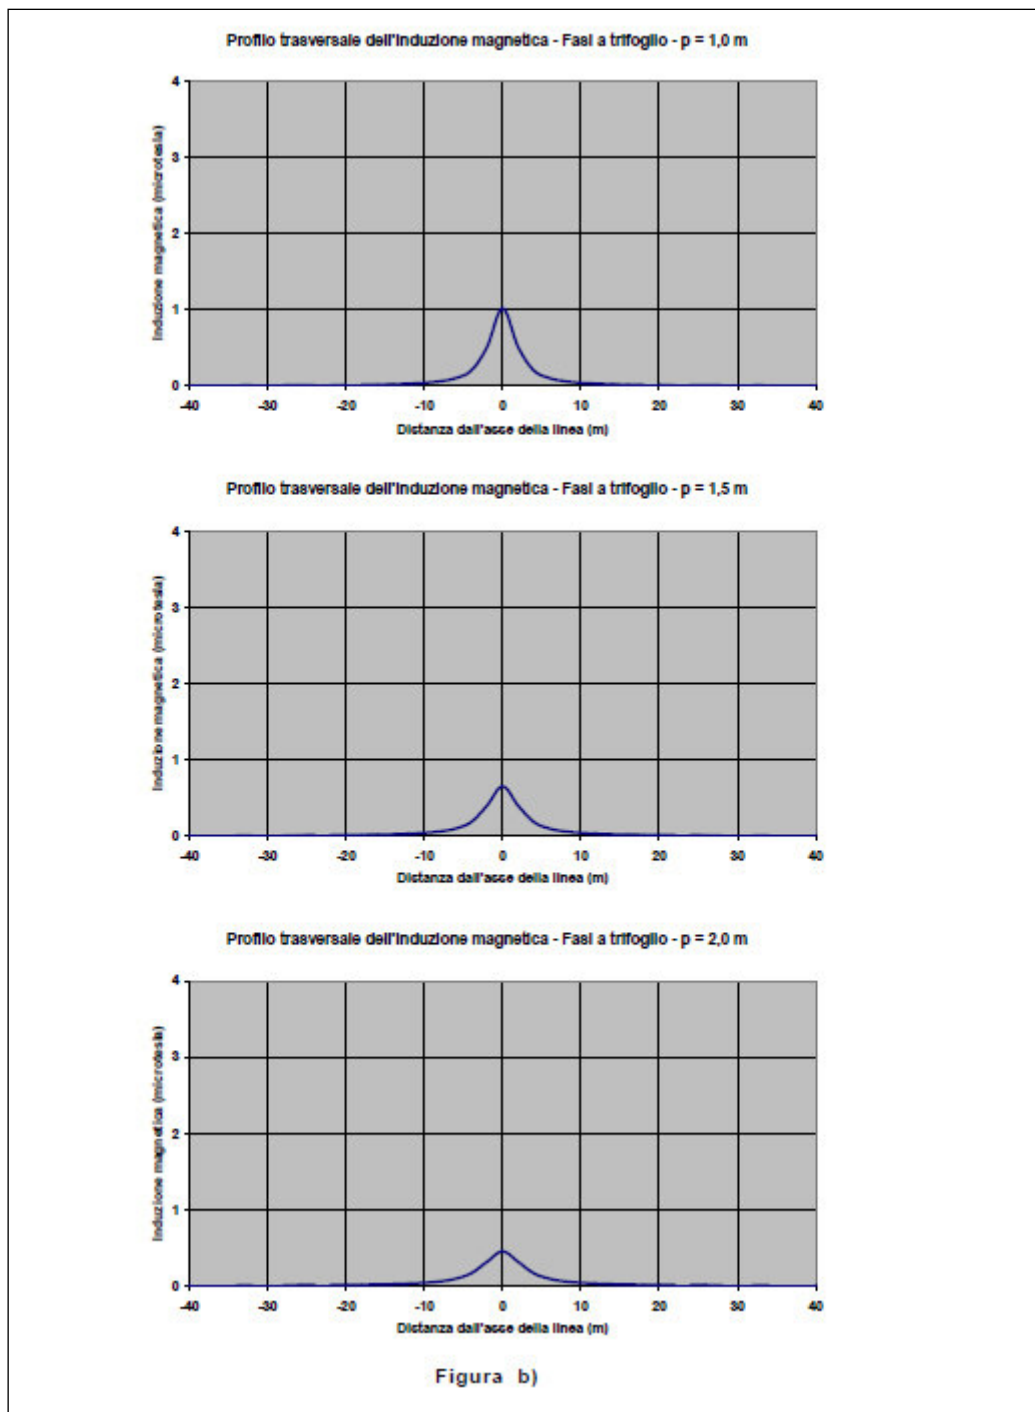 Profilo trasversale dell'induzione magnetica - Fasi a trifoglio - p = 1,0 m
Induzione magnetica (microtesla)
4
3
2
1
0
-40 -30 -20 -10 0 10 20 30 40
Distanza dall'asse della linea (m)
Profilo trasversale dell'induzione magnetica - Fasi a trifoglio - p = 1,5 m
Induzione magnetica (microtesla)
4
3
2
1
0
-40 -30 -20 -10 0 10 20 30 40
Distanza dall'asse della linea (m)
Profilo trasversale dell'induzione magnetica - Fasi a trifoglio - p = 2,0 m
Induzione magnetica (microtesla)
4
3
2
1
0
-40 -30 -20 -10 0 10 20 30 40
Distanza dall'asse della linea (m)
Figura b)